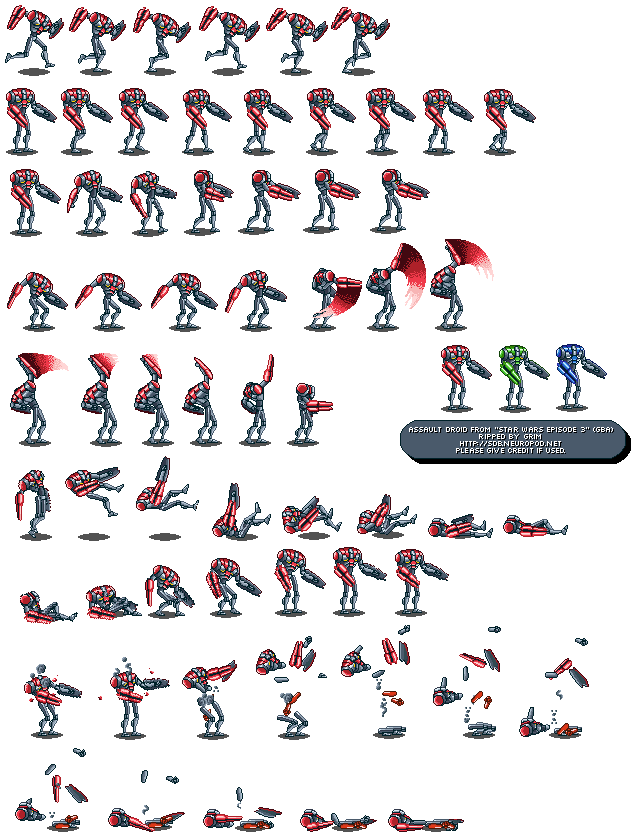 ASSAULT DROID FROM "STAR WARS EPISODE 3" (GBA)
RIPPED BY GRIM
HTTP://SDB.NEUROPOD.NET
PLEASE GIVE CREDIT IF USED.